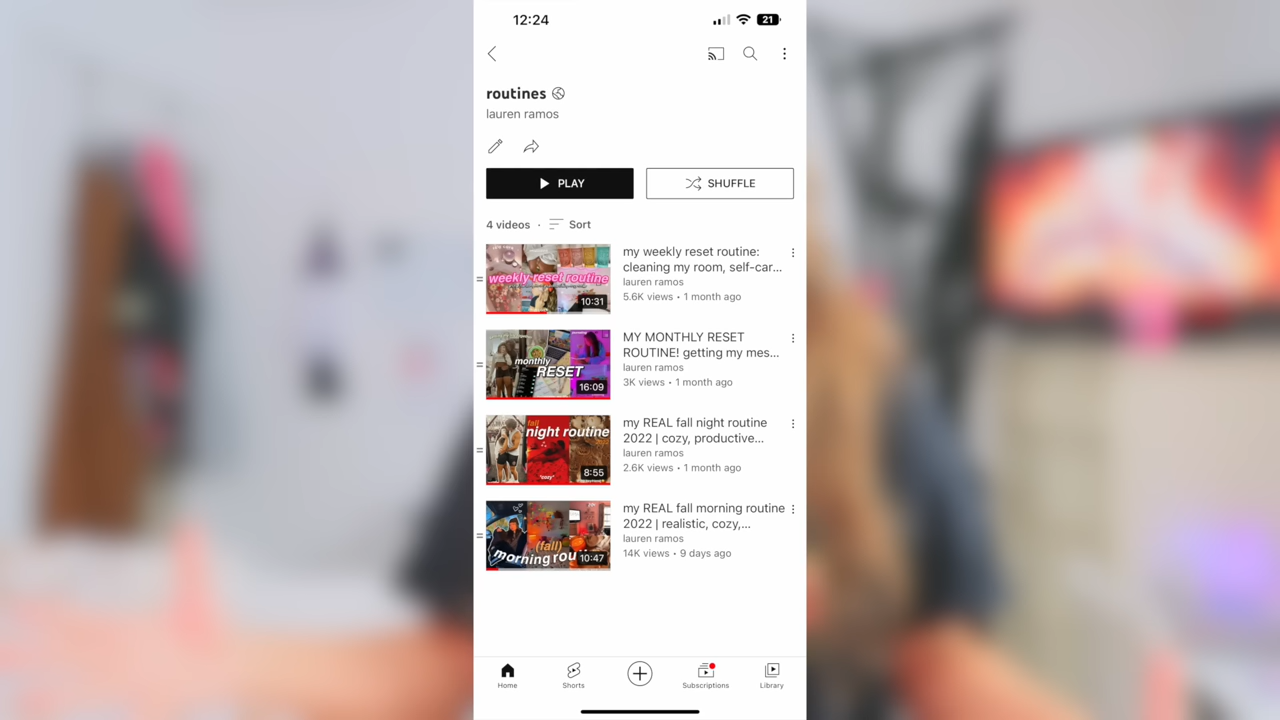 12:24
21
routines
lauren ramos
PLAY
SHUFFLE
4 videos · Sort
weekly reset routine
10:31
my weekly reset routine:
cleaning my room, self-car...
lauren ramos
5.6K views • 1 month ago
monthly
RESET
16:09
MY MONTHLY RESET
ROUTINE! getting my mes...
lauren ramos
3K views • 1 month ago
fall
night routine
"cozy"
8:55
my REAL fall night routine
2022 | cozy, productive...
lauren ramos
2.6K views • 1 month ago
(fall)
morning rou
10:47
my REAL fall morning routine
2022 | realistic, cozy,...
lauren ramos
14K views • 9 days ago
Home
Shorts
Subscriptions
Library